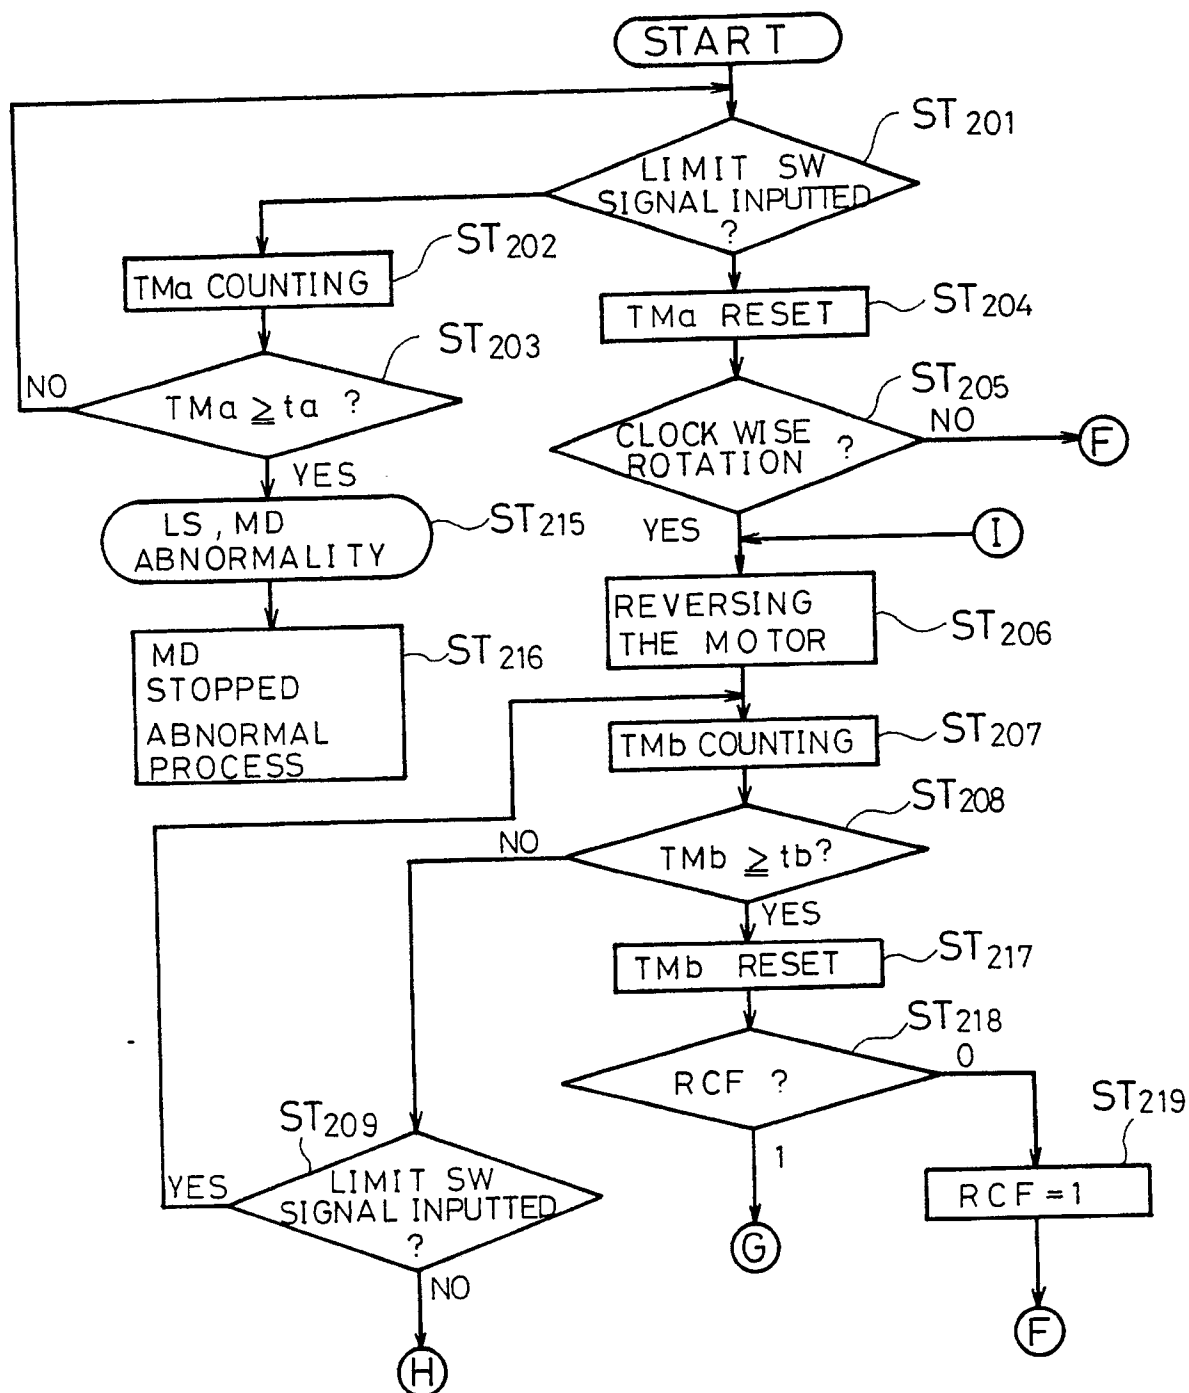 START
ST201
LIMIT SW
SIGNAL INPUTTED
?
ST202
TMa COUNTING
ST204
TMa RESET
ST203
NO
TMa ≧ ta ?
ST205
NO
CLOCK WISE
ROTATION ?
F
YES
LS, MD
ABNORMALITY
ST215
YES
I
REVERSING
THE MOTOR
ST206
MD
STOPPED
ABNORMAL
PROCESS
ST216
TMb COUNTING
ST207
ST208
NO
TMb ≧ tb?
YES
TMb RESET
ST217
ST218
0
RCF ?
ST219
1
RCF=1
ST209
YES
LIMIT SW
SIGNAL INPUTTED
?
G
NO
F
H